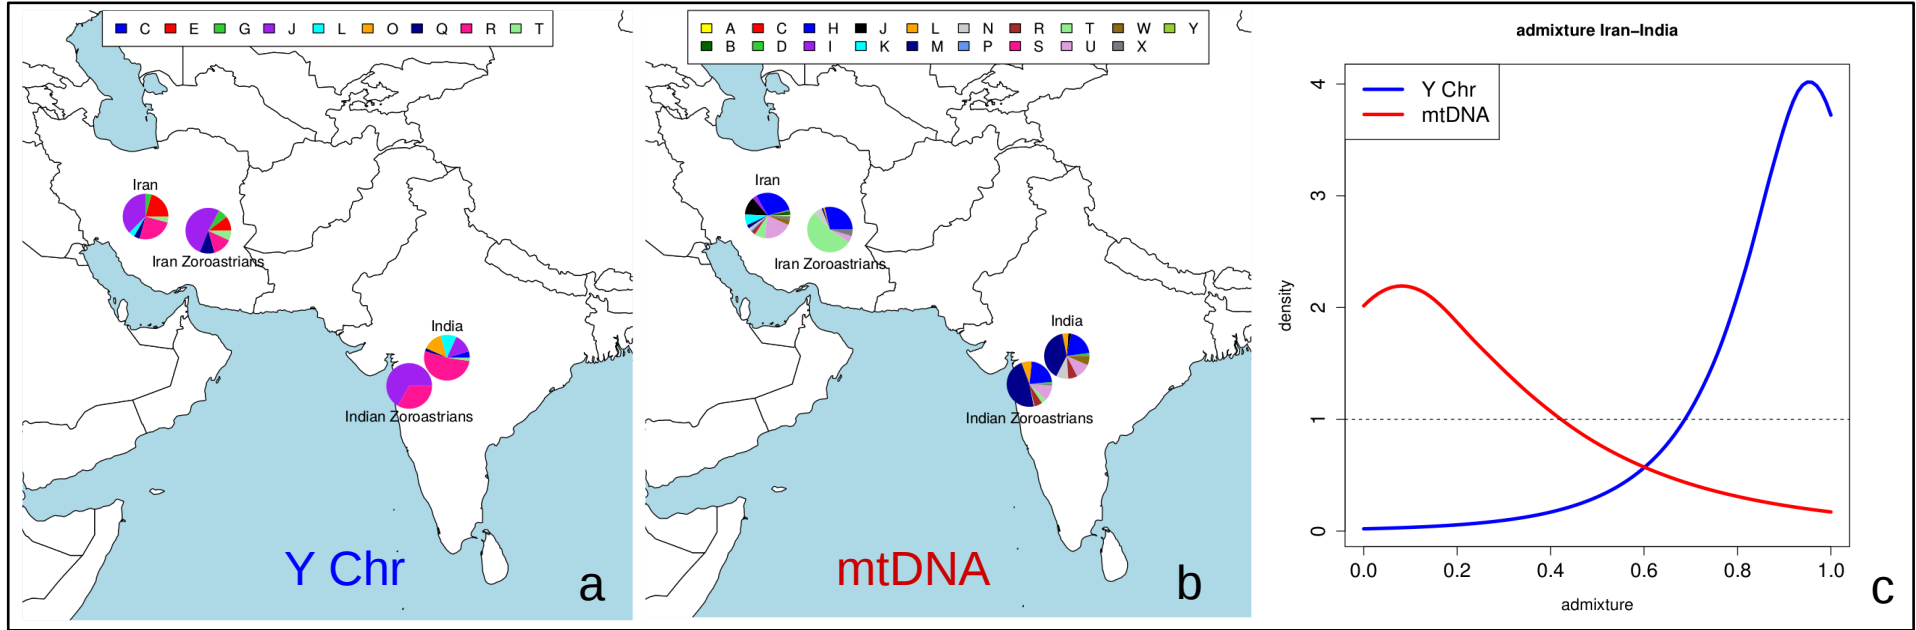 C E G J L O Q R T
Iran
Iran Zoroastrians
India
Indian Zoroastrians
Y Chr
a
A C H J L N R T W Y
B D I K M P S U X
Iran
Iran Zoroastrians
India
Indian Zoroastrians
mtDNA
b
admixture Iran–India
Y Chr
mtDNA
density
4
3
2
1
0
0.0 0.2 0.4 0.6 0.8 1.0
admixture
c